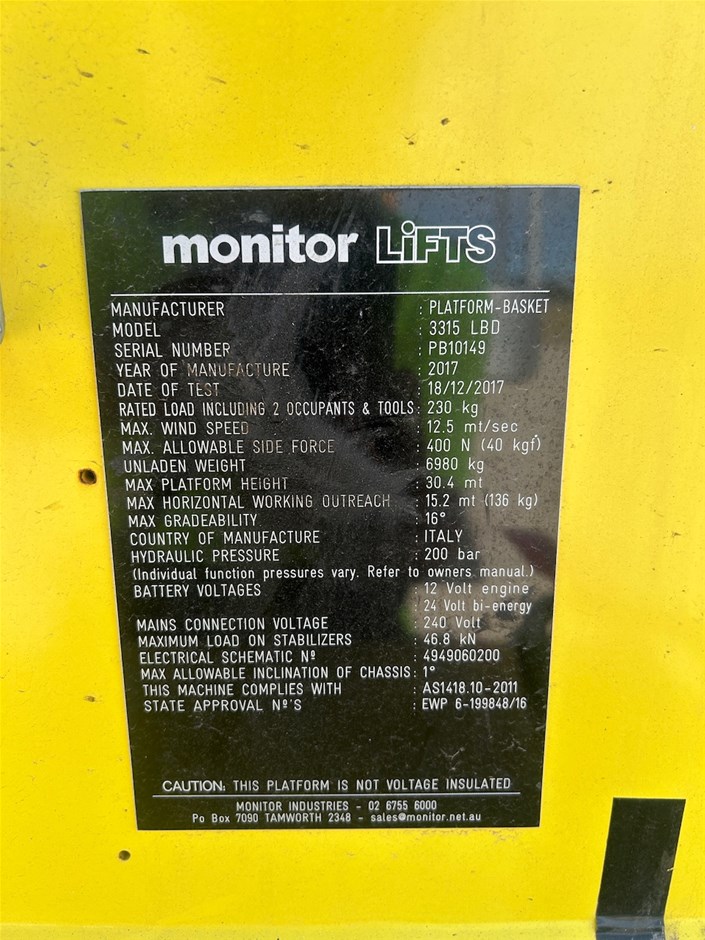 monitor LiFTS
MANUFACTURER : PLATFORM-BASKET
MODEL : 3315 LBD
SERIAL NUMBER : PB10149
YEAR OF MANUFACTURE : 2017
DATE OF TEST : 18/12/2017
RATED LOAD INCLUDING 2 OCCUPANTS & TOOLS: 230 kg
MAX. WIND SPEED : 12.5 mt/sec
MAX. ALLOWABLE SIDE FORCE : 400 N (40 kgf)
UNLADEN WEIGHT : 6980 kg
MAX PLATFORM HEIGHT : 30.4 mt
MAX HORIZONTAL WORKING OUTREACH : 15.2 mt (136 kg)
MAX GRADEABILITY : 16°
COUNTRY OF MANUFACTURE : ITALY
HYDRAULIC PRESSURE : 200 bar
(Individual function pressures vary. Refer to owners manual.)
BATTERY VOLTAGES : 12 Volt engine
: 24 Volt bi-energy
MAINS CONNECTION VOLTAGE : 240 Volt
MAXIMUM LOAD ON STABILIZERS : 46.8 kN
ELECTRICAL SCHEMATIC Nº : 4949060200
MAX ALLOWABLE INCLINATION OF CHASSIS: 1°
THIS MACHINE COMPLIES WITH : AS1418.10-2011
STATE APPROVAL Nº'S : EWP 6-199848/16
CAUTION: THIS PLATFORM IS NOT VOLTAGE INSULATED
MONITOR INDUSTRIES - 02 6755 6000
Po Box 7090 TAMWORTH 2348 - sales@monitor.net.au